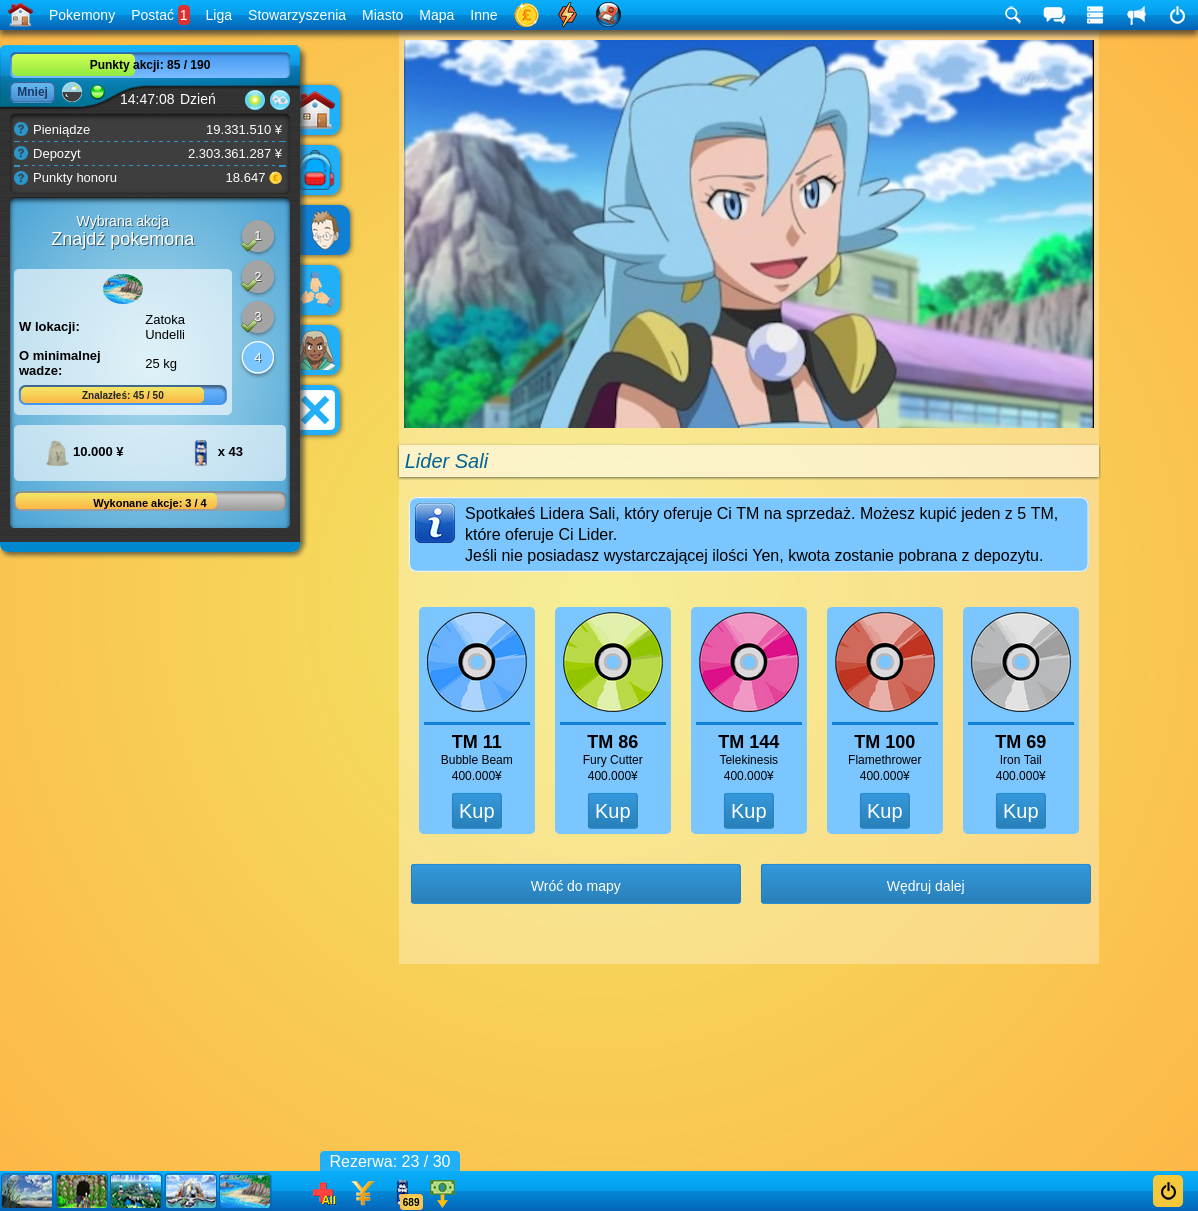 Pokemony Postać 1 Liga Stowarzyszenia Miasto Mapa Inne
Punkty akcji: 85 / 190
Mniej 14:47:08 Dzień
Pieniądze 19.331.510 ¥
Depozyt 2.303.361.287 ¥
Punkty honoru 18.647
Wybrana akcja
Znajdź pokemona
1
2
3
4
W lokacji: Zatoka
Undelli
O minimalnej
wadze: 25 kg
Znalazłeś: 45 / 50
10.000 ¥ x 43
Wykonane akcje: 3 / 4
Lider Sali
Spotkałeś Lidera Sali, który oferuje Ci TM na sprzedaż. Możesz kupić jeden z 5 TM,
które oferuje Ci Lider.
Jeśli nie posiadasz wystarczającej ilości Yen, kwota zostanie pobrana z depozytu.
TM 11 TM 86 TM 144 TM 100 TM 69
Bubble Beam Fury Cutter Telekinesis Flamethrower Iron Tail
400.000¥ 400.000¥ 400.000¥ 400.000¥ 400.000¥
Kup Kup Kup Kup Kup
Wróć do mapy Wędruj dalej
Rezerwa: 23 / 30
All 689